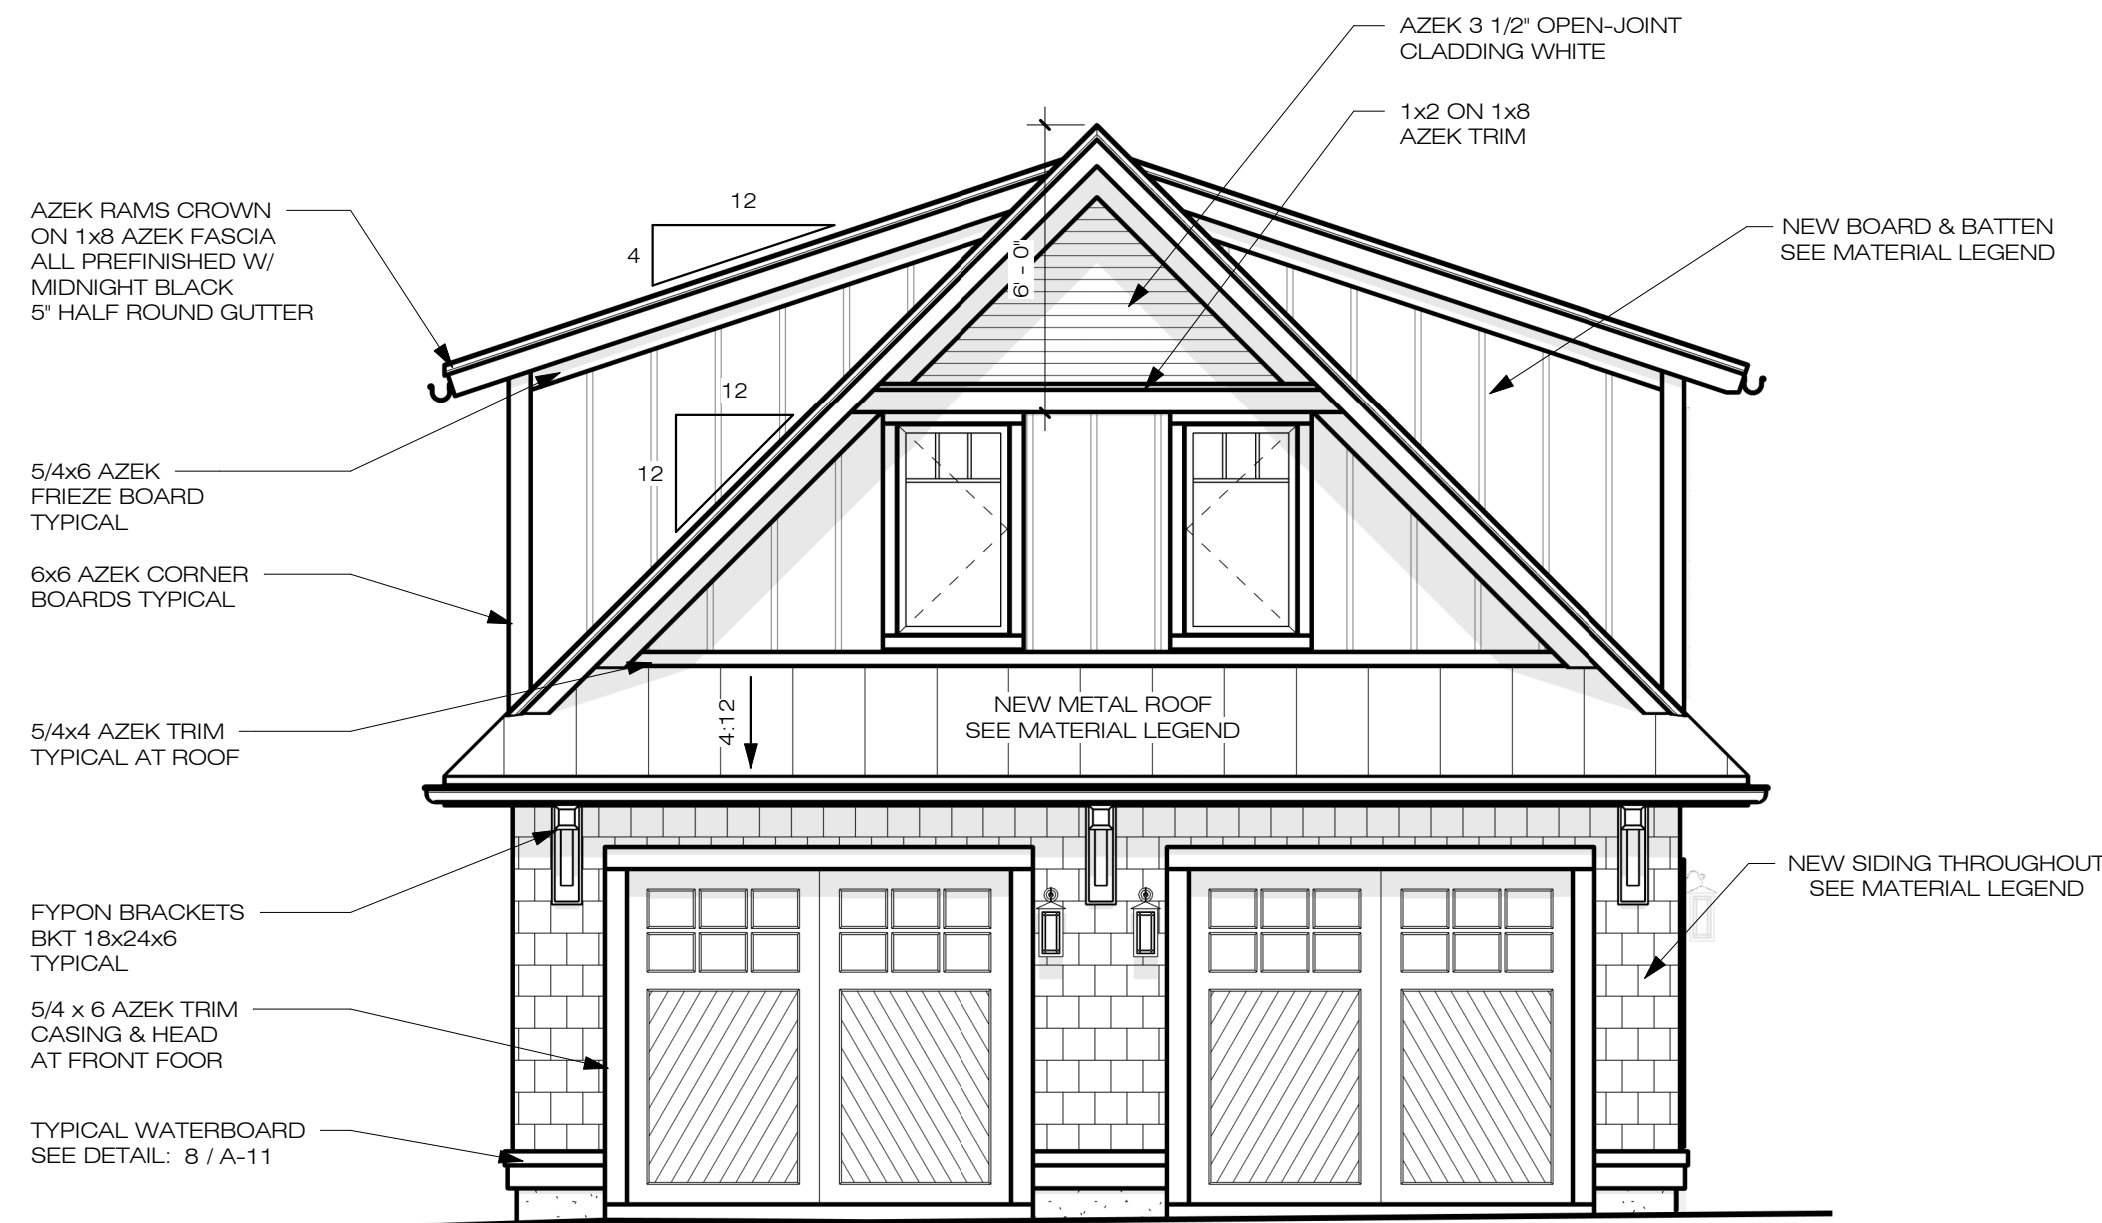 AZEK 3 1/2" OPEN-JOINT
CLADDING WHITE
1x2 ON 1x8
AZEK TRIM
AZEK RAMS CROWN
ON 1x8 AZEK FASCIA
ALL PREFINISHED W/
MIDNIGHT BLACK
5" HALF ROUND GUTTER
12
4
6' - 0"
NEW BOARD & BATTEN
SEE MATERIAL LEGEND
12
12
5/4x6 AZEK
FRIEZE BOARD
TYPICAL
6x6 AZEK CORNER
BOARDS TYPICAL
5/4x4 AZEK TRIM
TYPICAL AT ROOF
4:12
NEW METAL ROOF
SEE MATERIAL LEGEND
NEW SIDING THROUGHOUT
SEE MATERIAL LEGEND
FYPON BRACKETS
BKT 18x24x6
TYPICAL
5/4 x 6 AZEK TRIM
CASING & HEAD
AT FRONT FOOR
TYPICAL WATERBOARD
SEE DETAIL: 8 / A-11